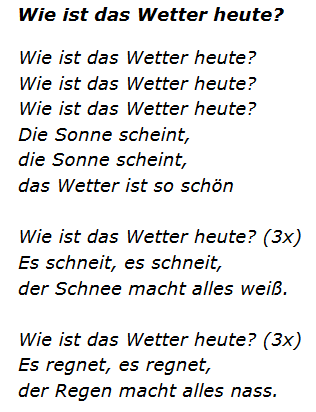 Wie ist das Wetter heute?
Wie ist das Wetter heute?
Wie ist das Wetter heute?
Wie ist das Wetter heute?
Die Sonne scheint,
die Sonne scheint,
das Wetter ist so schön
Wie ist das Wetter heute? (3x)
Es schneit, es schneit,
der Schnee macht alles weiß.
Wie ist das Wetter heute? (3x)
Es regnet, es regnet,
der Regen macht alles nass.